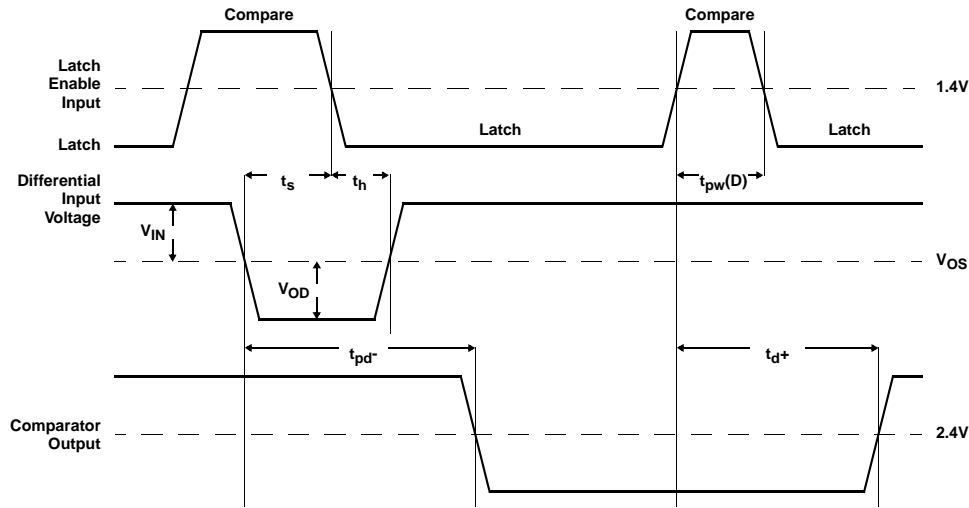 Compare
Compare
Latch
Enable
Input
1.4V
Latch
Latch
Latch
Differential
Input
Voltage
ts
th
tpw(D)
VIN
VOS
VOD
tpd-
td+
Comparator
Output
2.4V